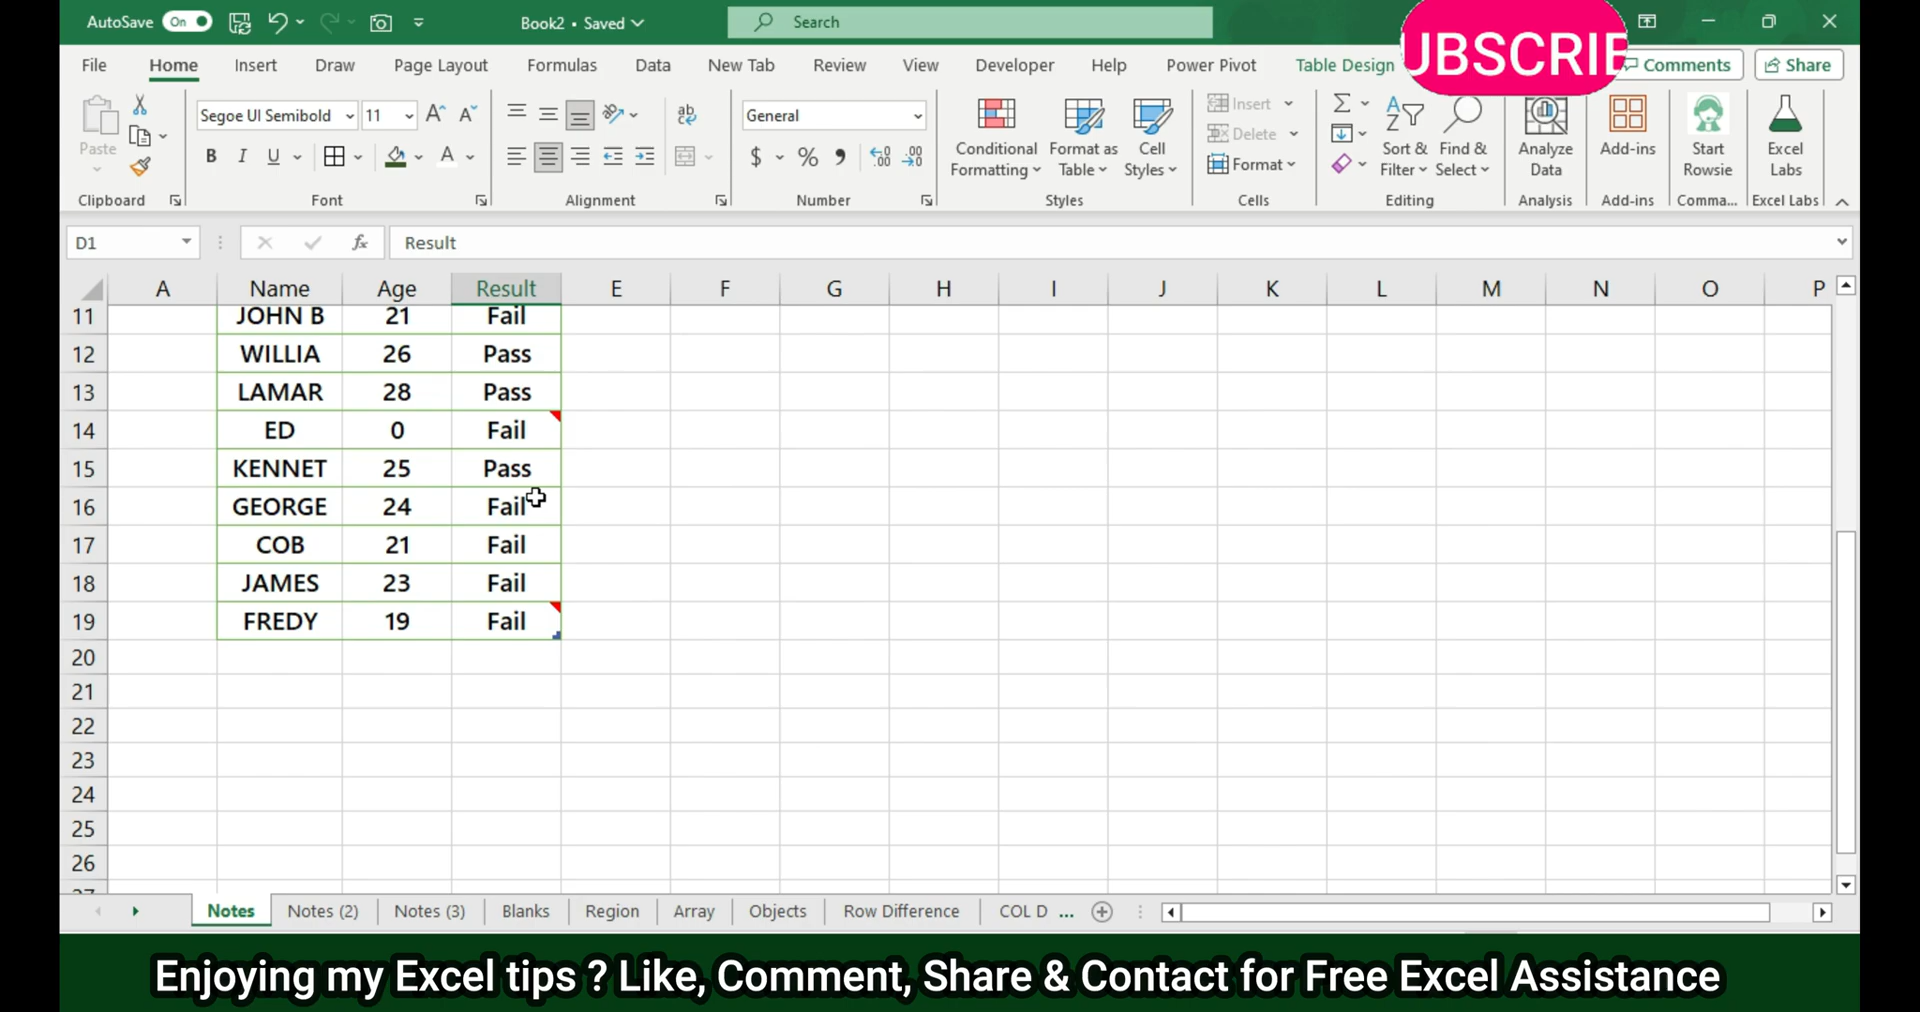 AutoSave On Book2 • Saved Search UBSCRIE
File Home Insert Draw Page Layout Formulas Data New Tab Review View Developer Help Power Pivot Table Design Comments Share
Paste Segoe UI Semibold 11 A A ab General Conditional Formatting Format as Table Cell Styles Insert Delete Format Sort & Filter Find & Select Analyze Data Add-ins Start Rowsie Excel Labs
B I U A $ % 9 .00 .00
Clipboard Font Alignment Number Styles Cells Editing Analysis Add-ins Comma... Excel Labs
D1 fx Result
A Name Age Result E F G H I J K L M N O P
11 JOHN B 21 Fail
12 WILLIA 26 Pass
13 LAMAR 28 Pass
14 ED 0 Fail
15 KENNET 25 Pass
16 GEORGE 24 Fail
17 COB 21 Fail
18 JAMES 23 Fail
19 FREDY 19 Fail
20
21
22
23
24
25
26
Notes Notes (2) Notes (3) Blanks Region Array Objects Row Difference COL D ...
Enjoying my Excel tips ? Like, Comment, Share & Contact for Free Excel Assistance